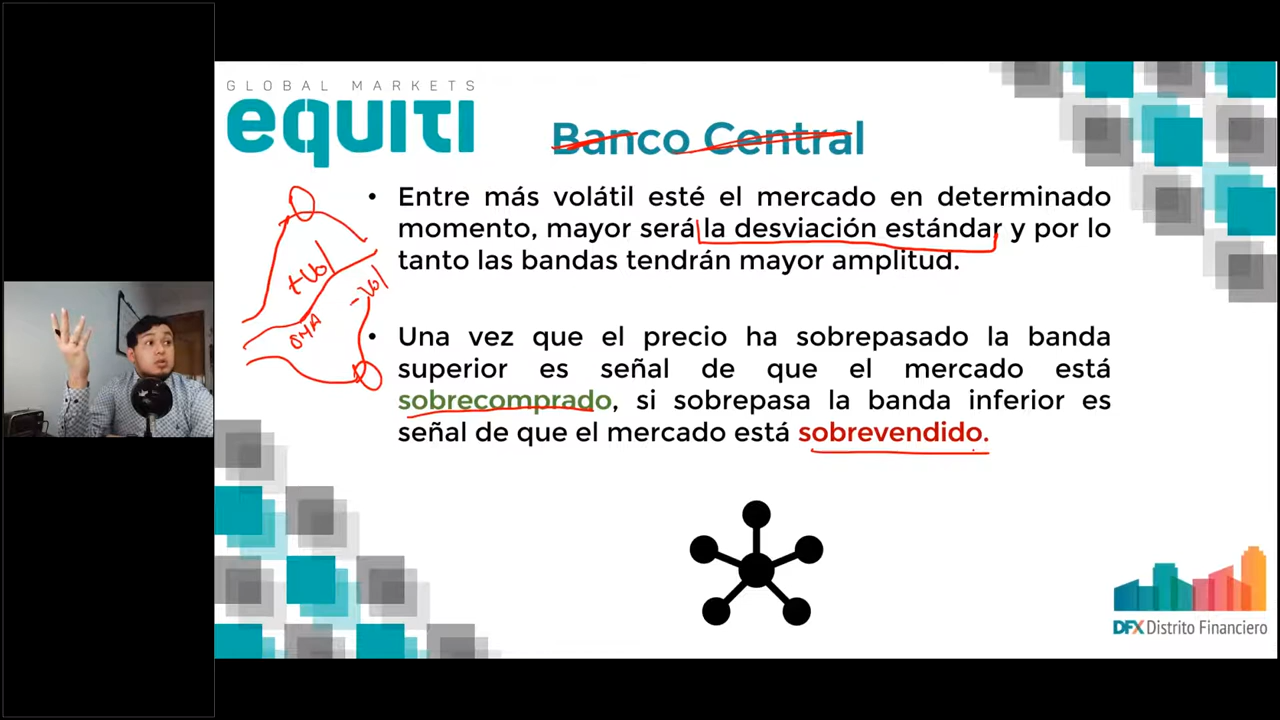 GLOBAL MARKETS
equiti
Banco Central
• Entre más volátil esté el mercado en determinado
momento, mayor será la desviación estándar y por lo
tanto las bandas tendrán mayor amplitud.
+Vol
-Vol
• Una vez que el precio ha sobrepasado la banda
superior es señal de que el mercado está
sobrecomprado, si sobrepasa la banda inferior es
señal de que el mercado está sobrevendido.
DFX Distrito Financiero